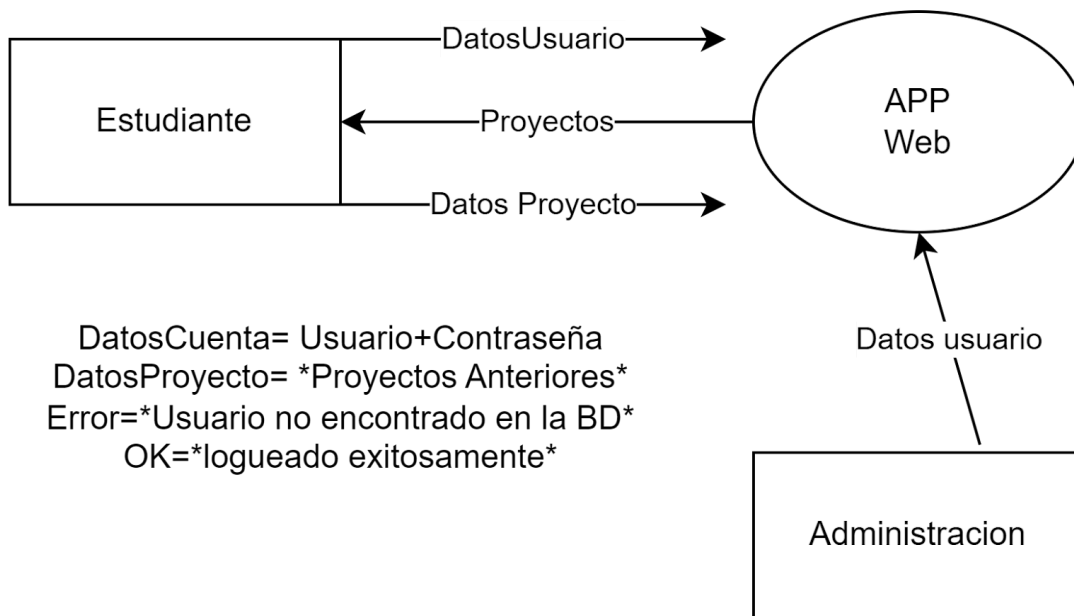 DatosUsuario
Estudiante
Proyectos
APP
Web
Datos Proyecto
DatosCuenta= Usuario+Contraseña
DatosProyecto= *Proyectos Anteriores*
Error=*Usuario no encontrado en la BD*
OK=*logueado exitosamente*
Datos usuario
Administracion